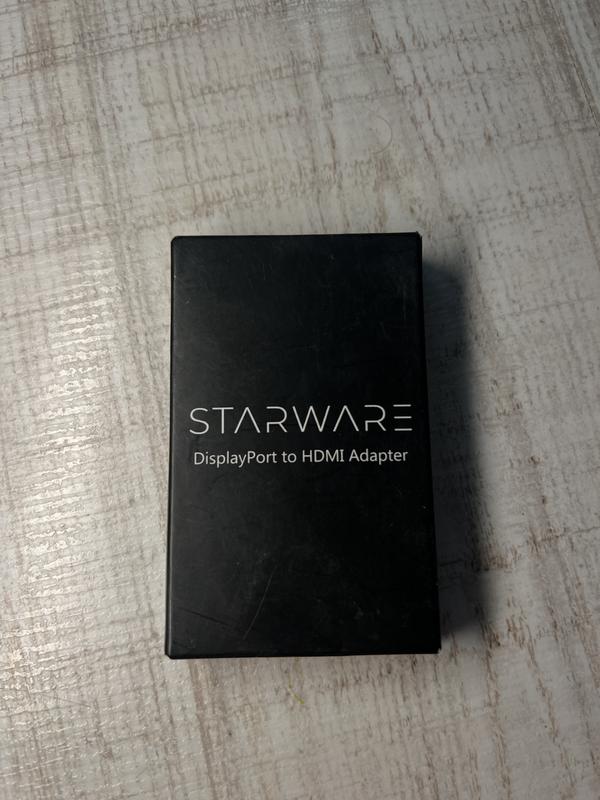 STARWARE
DisplayPort to HDMI Adapter